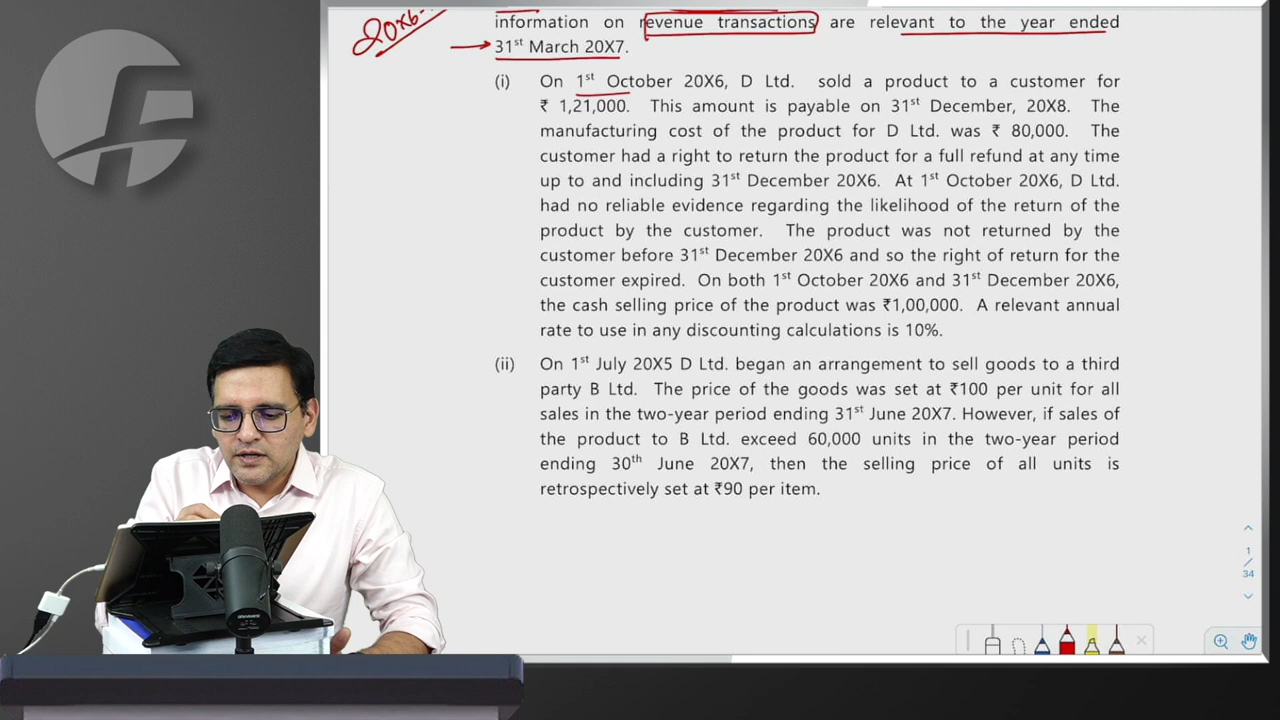 20X6-
information on revenue transactions are relevant to the year ended
31st March 20X7.
(i) On 1st October 20X6, D Ltd. sold a product to a customer for
₹ 1,21,000. This amount is payable on 31st December, 20X8. The
manufacturing cost of the product for D Ltd. was ₹ 80,000. The
customer had a right to return the product for a full refund at any time
up to and including 31st December 20X6. At 1st October 20X6, D Ltd.
had no reliable evidence regarding the likelihood of the return of the
product by the customer. The product was not returned by the
customer before 31st December 20X6 and so the right of return for the
customer expired. On both 1st October 20X6 and 31st December 20X6,
the cash selling price of the product was ₹1,00,000. A relevant annual
rate to use in any discounting calculations is 10%.
(ii) On 1st July 20X5 D Ltd. began an arrangement to sell goods to a third
party B Ltd. The price of the goods was set at ₹100 per unit for all
sales in the two-year period ending 31st June 20X7. However, if sales of
the product to B Ltd. exceed 60,000 units in the two-year period
ending 30th June 20X7, then the selling price of all units is
retrospectively set at ₹90 per item.
1
/
34